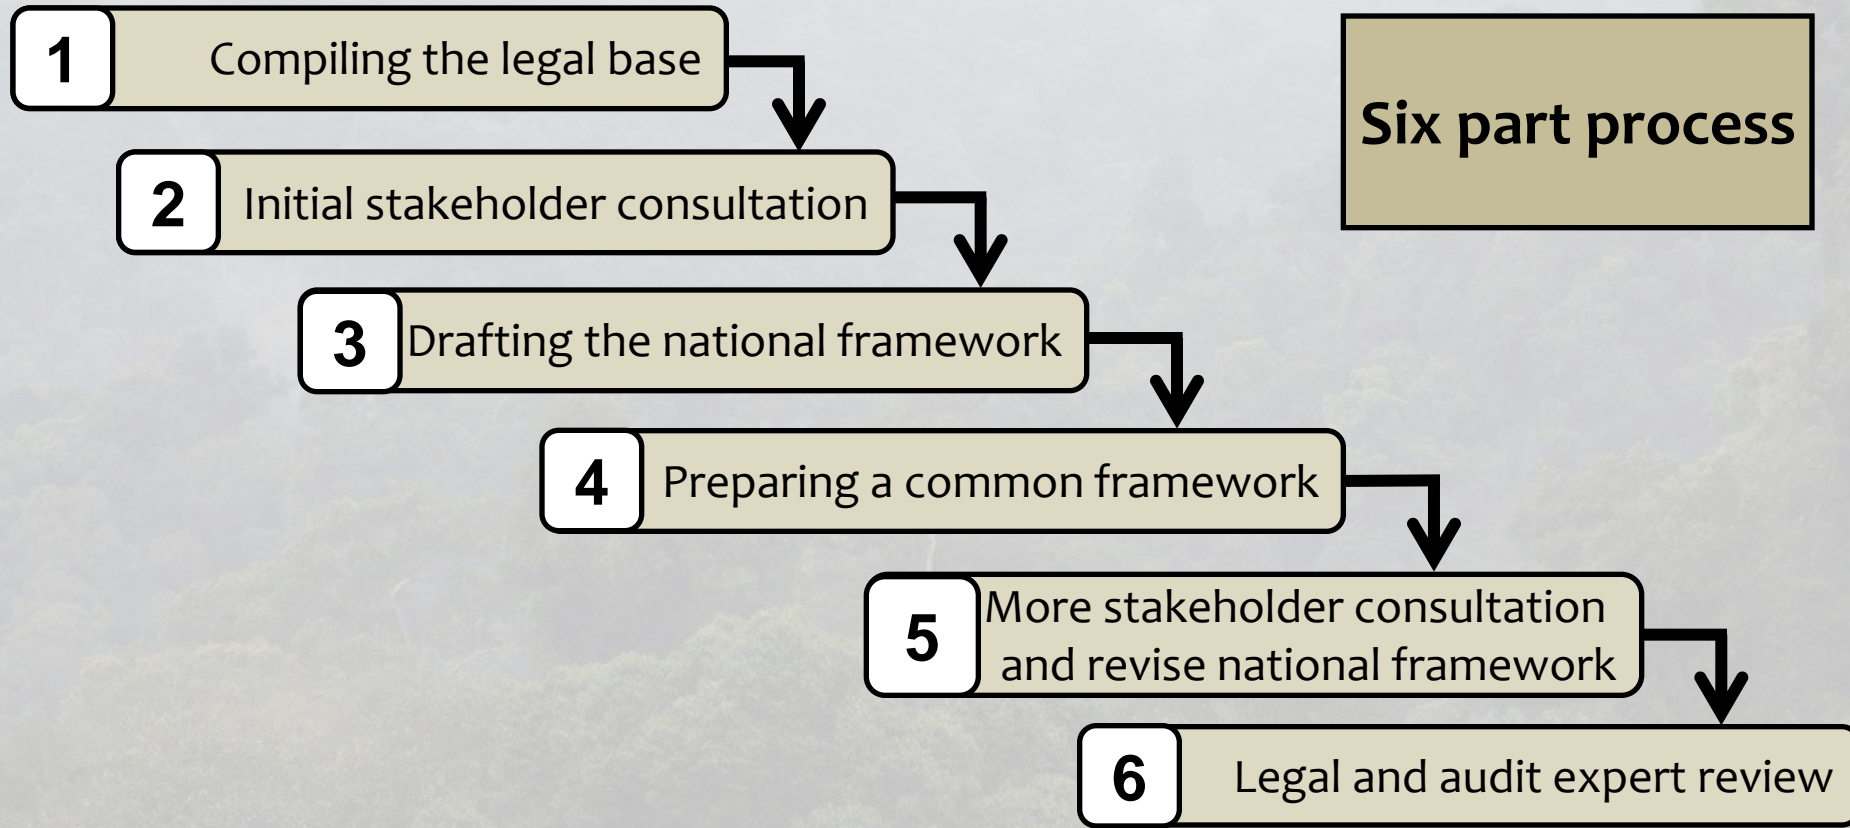 1
Compiling the legal base
Six part process
2
Initial stakeholder consultation
3
Drafting the national framework
4
Preparing a common framework
5
More stakeholder consultation
and revise national framework
6
Legal and audit expert review